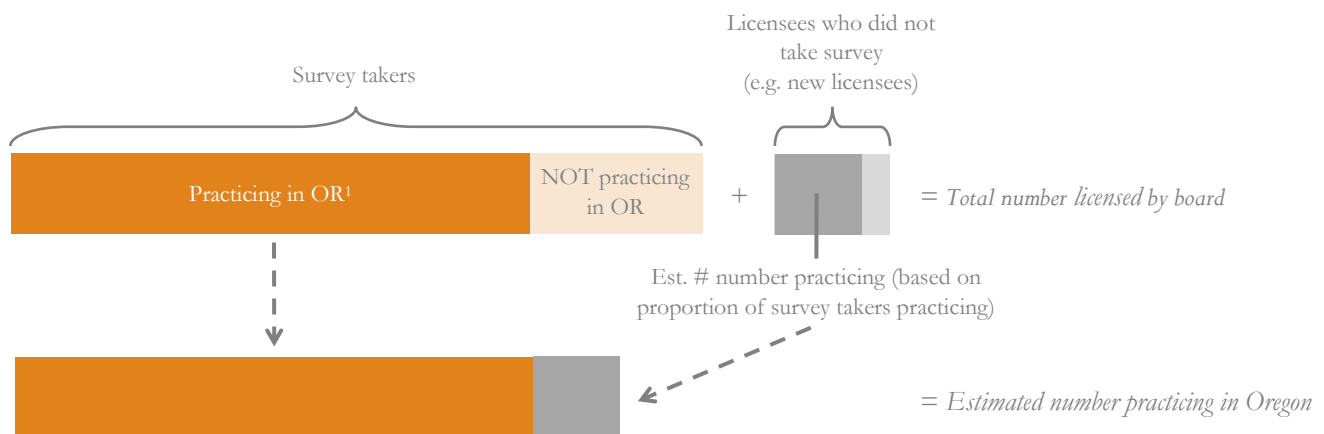 Licensees who did not
take survey
(e.g. new licensees)
Survey takers
Practicing in OR¹
NOT practicing
in OR
+
= Total number licensed by board
Est. # number practicing (based on
proportion of survey takers practicing)
= Estimated number practicing in Oregon